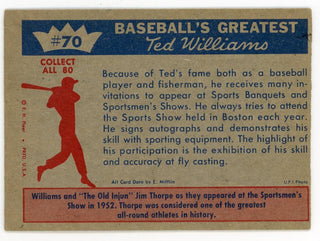 #70
BASEBALL'S GREATEST
Ted Williams
COLLECT
ALL 80
Because of Ted's fame both as a baseball
player and fisherman, he receives many in-
vitations to appear at Sports Banquets and
Sportsmen's Shows. He always tries to attend
the Sports Show held in Boston each year.
He signs autographs and demonstrates his
skill with sporting equipment. The highlight of
his participation is the exhibition of his skill
and accuracy at fly casting.
PRTD. U.S.A.
All Card Data by E. Mifflin
U.P.I. Photo
Williams and "The Old Injun" Jim Thorpe as they appeared at the Sportsmen's
Show in 1952. Thorpe was considered one of the greatest
all-round athletes in history.